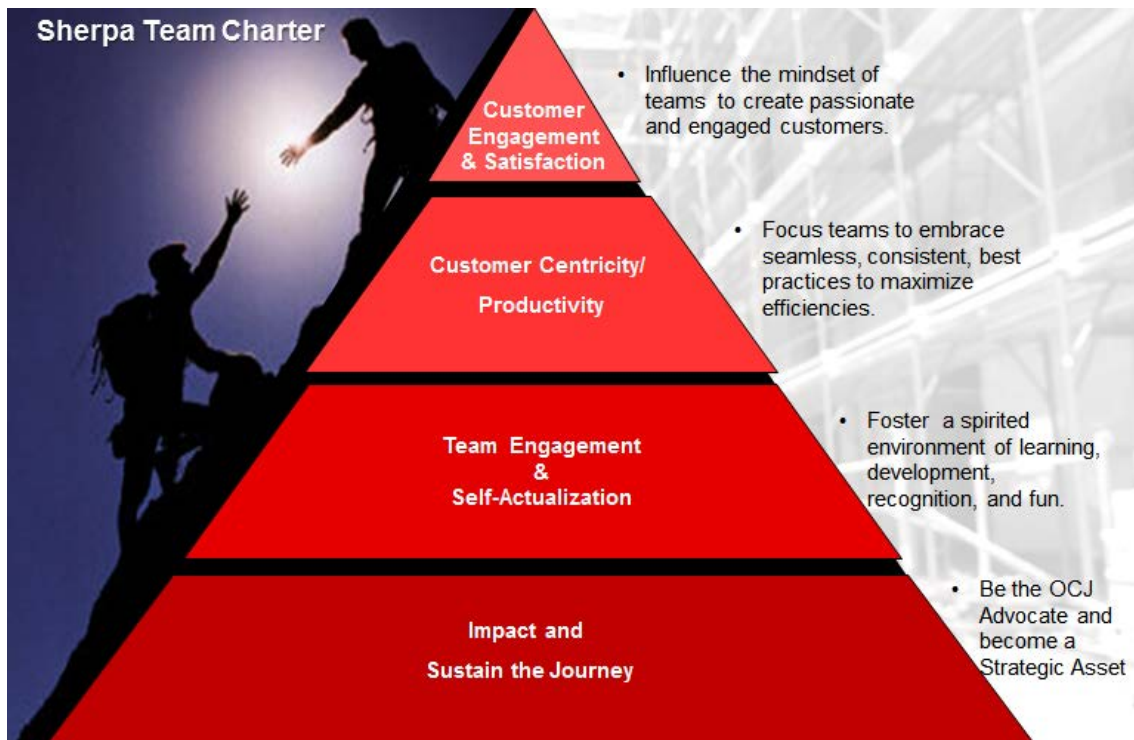 Sherpa Team Charter
Customer
Engagement
& Satisfaction
• Influence the mindset of
teams to create passionate
and engaged customers.
Customer Centricity/
Productivity
• Focus teams to embrace
seamless, consistent, best
practices to maximize
efficiencies.
Team Engagement
&
Self-Actualization
• Foster a spirited
environment of learning,
development,
recognition, and fun.
Impact and
Sustain the Journey
• Be the OCJ
Advocate and
become a
Strategic Asset